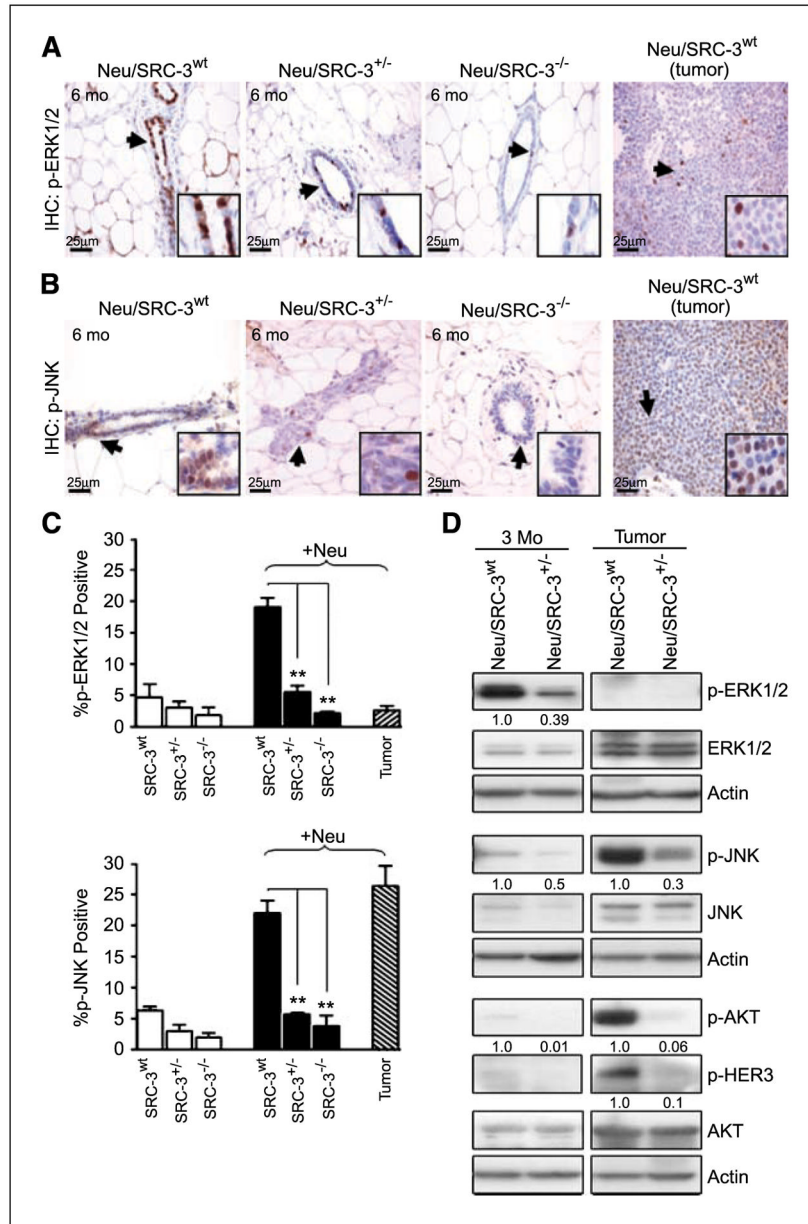 A
Neu/SRC-3wt
Neu/SRC-3+/-
Neu/SRC-3-/-
Neu/SRC-3wt
(tumor)
IHC: p-ERK1/2
6 mo
6 mo
6 mo
25μm
25μm
25μm
25μm
B
Neu/SRC-3wt
Neu/SRC-3+/-
Neu/SRC-3-/-
Neu/SRC-3wt
(tumor)
IHC: p-JNK
6 mo
6 mo
6 mo
25μm
25μm
25μm
25μm
C
%p-ERK1/2 Positive
30
25
20
15
10
5
0
+Neu
**
**
SRC-3wt
SRC-3+/-
SRC-3-/-
SRC-3wt
SRC-3+/-
SRC-3-/-
Tumor
%p-JNK Positive
30
25
20
15
10
5
0
+Neu
**
**
SRC-3wt
SRC-3+/-
SRC-3-/-
SRC-3wt
SRC-3+/-
SRC-3-/-
Tumor
D
3 Mo
Tumor
Neu/SRC-3wt
Neu/SRC-3+/-
Neu/SRC-3wt
Neu/SRC-3+/-
p-ERK1/2
1.0 0.39
ERK1/2
Actin
p-JNK
1.0 0.5 1.0 0.3
JNK
Actin
p-AKT
1.0 0.01 1.0 0.06
p-HER3
1.0 0.1
AKT
Actin